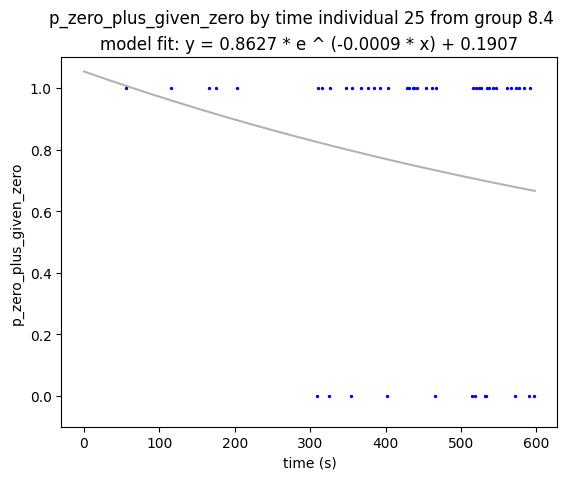 p_zero_plus_given_zero by time individual 25 from group 8.4
model fit: y = 0.8627 * e ^ (-0.0009 * x) + 0.1907
1.0
0.8
0.6
0.4
0.2
0.0
p_zero_plus_given_zero
0 100 200 300 400 500 600
time (s)